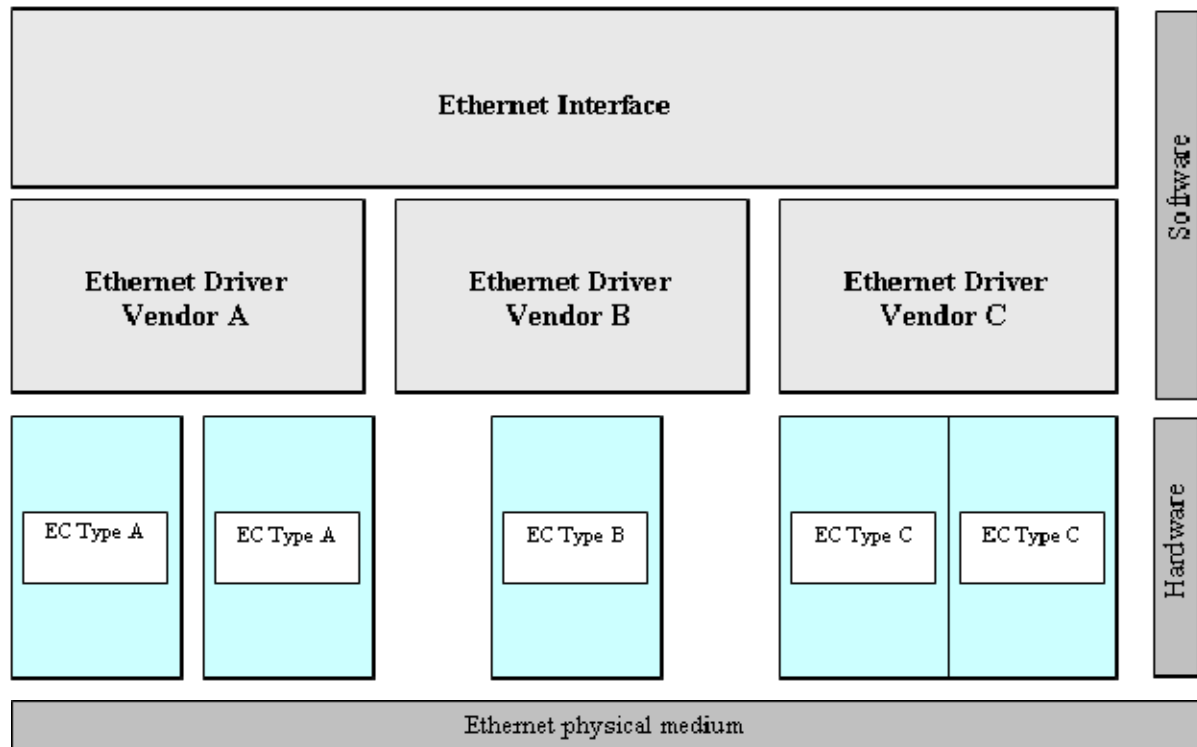 Ethernet Interface
Software
Ethernet Driver
Vendor A
Ethernet Driver
Vendor B
Ethernet Driver
Vendor C
EC Type A
EC Type A
EC Type B
EC Type C
EC Type C
Hardware
Ethernet physical medium